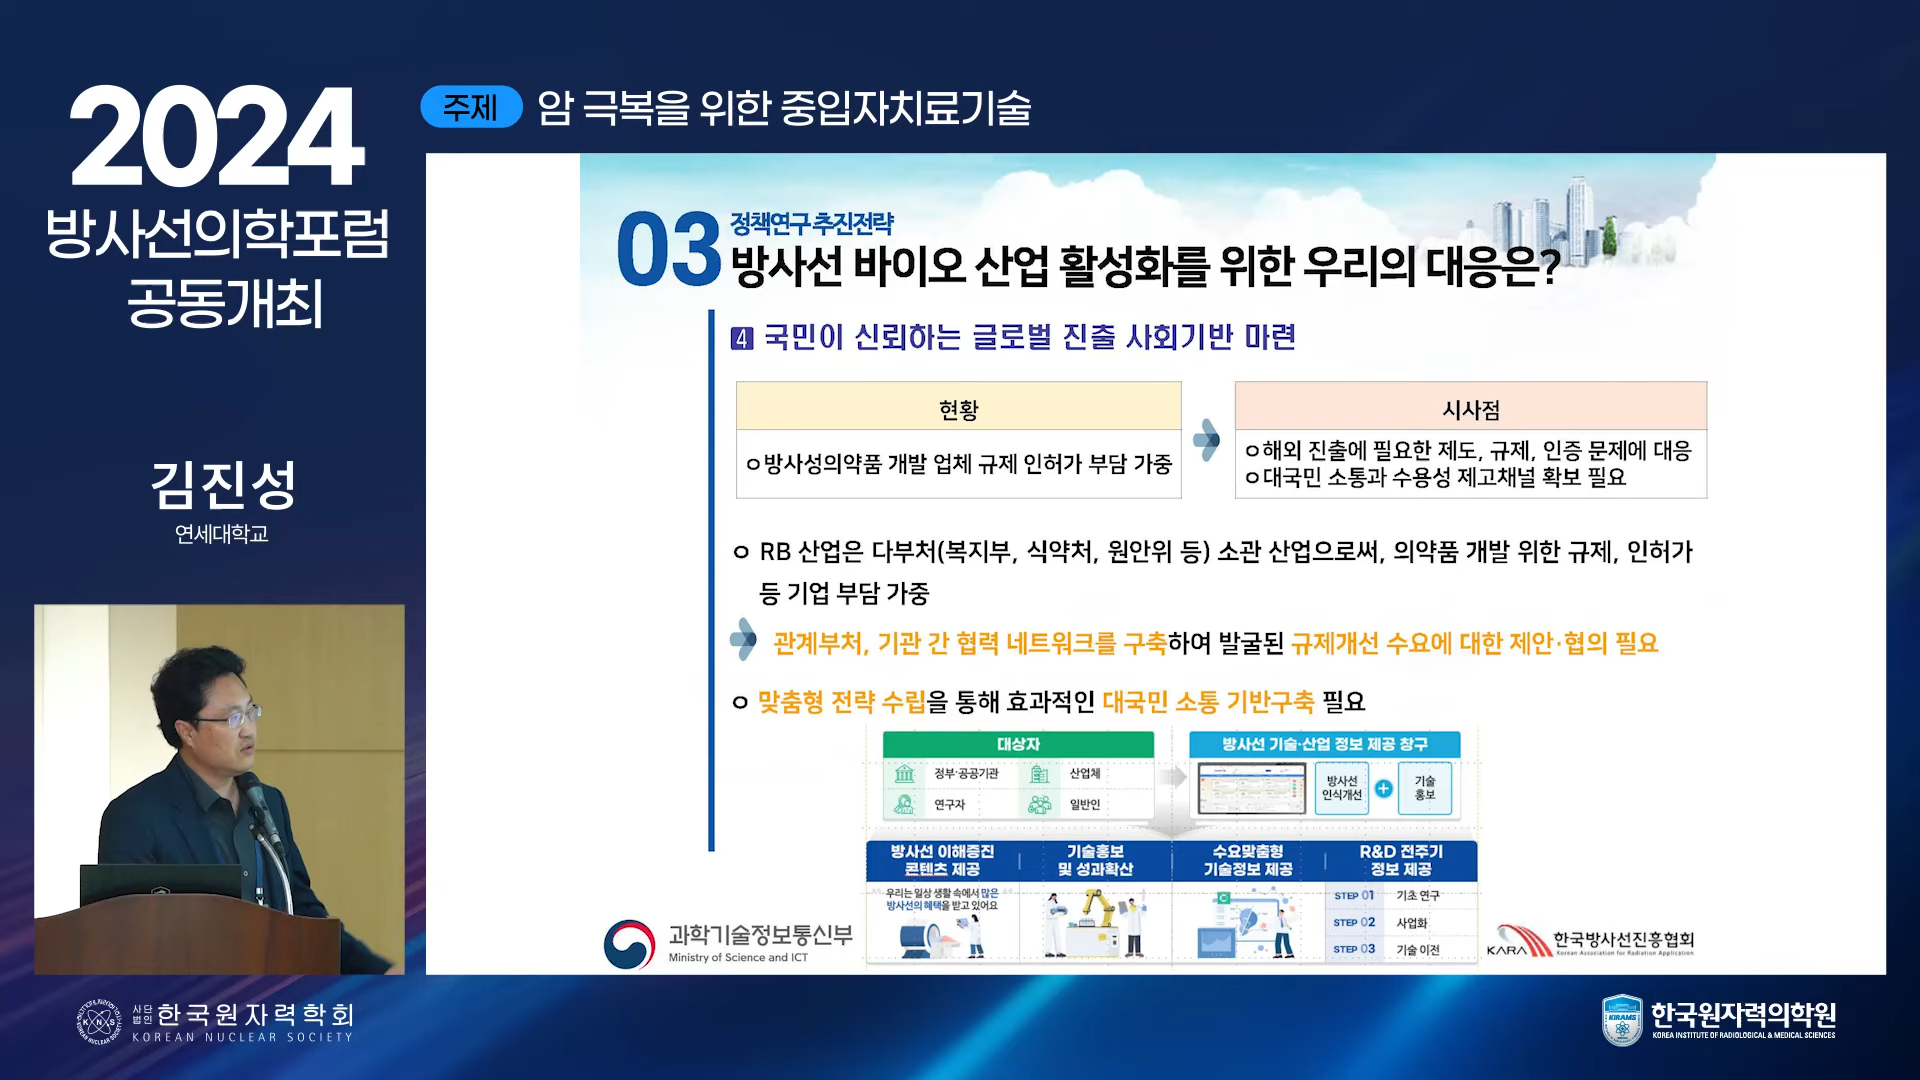 2024
방사선의학포럼
공동개최
김진성
연세대학교
주제 암 극복을 위한 중입자치료기술
03 정책연구 추진전략
방사선 바이오 산업 활성화를 위한 우리의 대응은?
4 국민이 신뢰하는 글로벌 진출 사회기반 마련
현황
ㅇ방사성의약품 개발 업체 규제 인허가 부담 가중
시사점
ㅇ해외 진출에 필요한 제도, 규제, 인증 문제에 대응
ㅇ대국민 소통과 수용성 제고채널 확보 필요
ㅇ RB 산업은 다부처(복지부, 식약처, 원안위 등) 소관 산업으로써, 의약품 개발 위한 규제, 인허가
등 기업 부담 가중
관계부처, 기관 간 협력 네트워크를 구축하여 발굴된 규제개선 수요에 대한 제안·협의 필요
ㅇ 맞춤형 전략 수립을 통해 효과적인 대국민 소통 기반구축 필요
대상자
정부·공공기관 산업체
연구자 일반인
방사선 기술·산업 정보 제공 창구
방사선
인식개선
+
기술
홍보
방사선 이해증진
콘텐츠 제공
우리는 일상 생활 속에서 많은
방사선의 혜택을 받고 있어요
기술홍보
및 성과확산
수요맞춤형
기술정보 제공
R&D 전주기
정보 제공
STEP 01 기초 연구
STEP 02 사업화
STEP 03 기술 이전
과학기술정보통신부
Ministry of Science and ICT
KARA 한국방사선진흥협회
Korean Association for Radiation Application
KNS
사단
법인 한국원자력학회
KOREAN NUCLEAR SOCIETY
KIRAMS
한국원자력의학원
KOREA INSTITUTE OF RADIOLOGICAL & MEDICAL SCIENCES